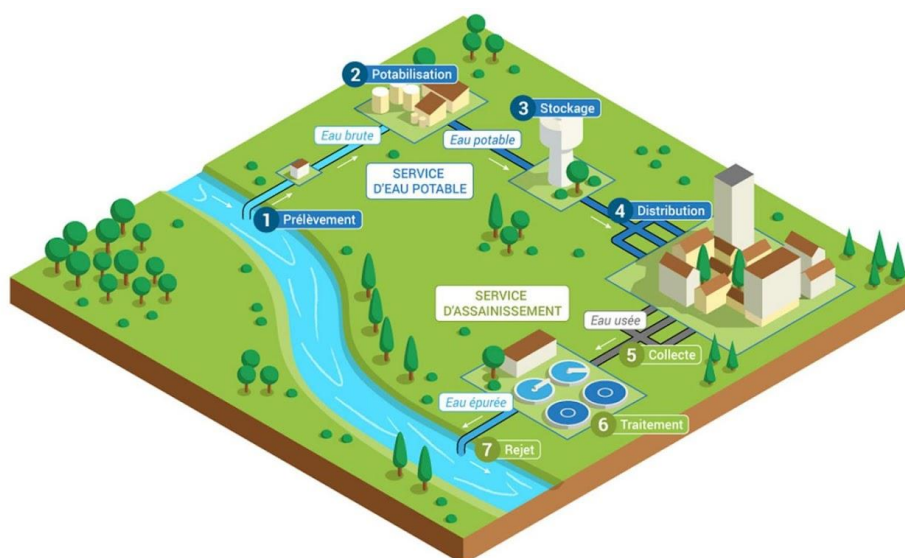 2 Potabilisation
3 Stockage
Eau brute
Eau potable
SERVICE
D'EAU POTABLE
1 Prélèvement
4 Distribution
SERVICE
D'ASSAINISSEMENT
Eau usée
5 Collecte
Eau épurée
6 Traitement
7 Rejet